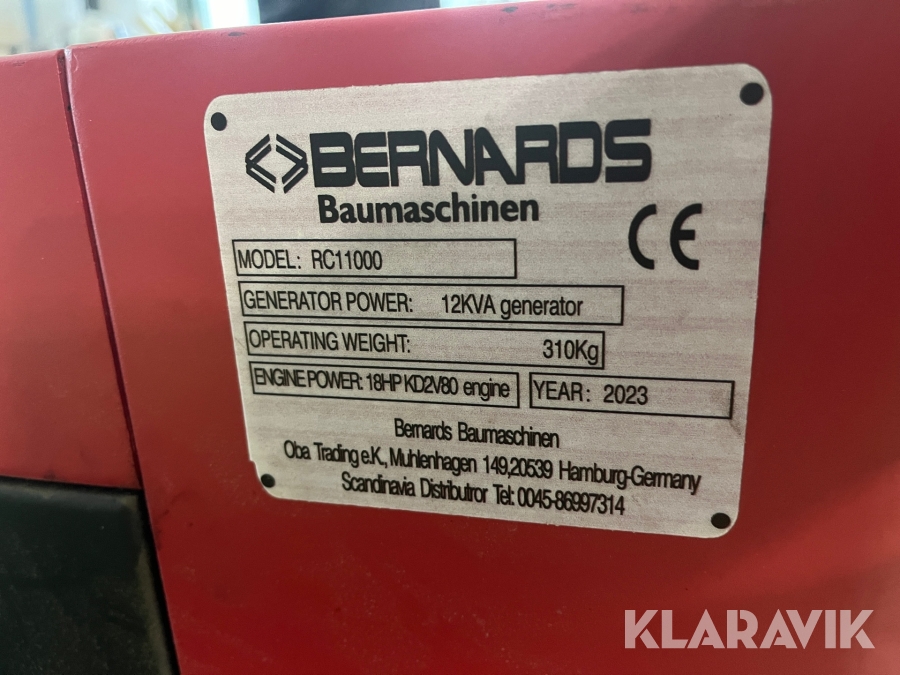 BERNARDS
Baumaschinen
CE
MODEL: RC11000
GENERATOR POWER: 12KVA generator
OPERATING WEIGHT: 310Kg
ENGINE POWER: 18HP KD2V80 engine
YEAR: 2023
Bernards Baumaschinen
Oba Trading e.K., Muhlenhagen 149,20539 Hamburg-Germany
Scandinavia Distributror Tel: 0045-86997314
KLARAVIK